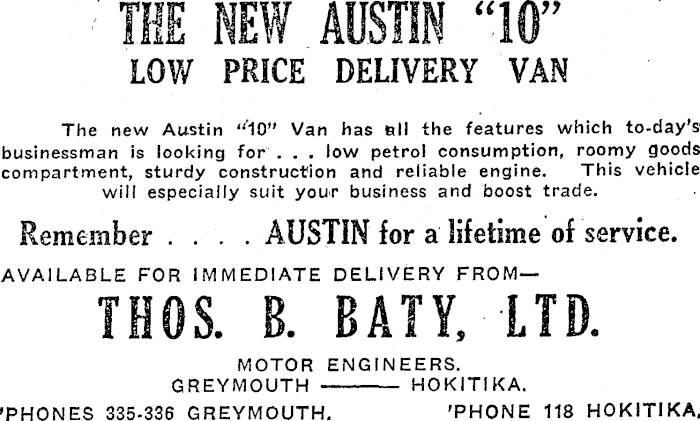 THE NEW AUSTIN “10”
LOW PRICE DELIVERY VAN
The new Austin “10” Van has all the features which to-day's
businessman is looking for . . . low petrol consumption, roomy goods
compartment, sturdy construction and reliable engine. This vehicle
will especially suit your business and boost trade.
Remember . . . . AUSTIN for a lifetime of service.
AVAILABLE FOR IMMEDIATE DELIVERY FROM—
THOS. B. BATY, LTD.
MOTOR ENGINEERS.
GREYMOUTH ——— HOKITIKA.
'PHONES 335-336 GREYMOUTH. 'PHONE 118 HOKITIKA.